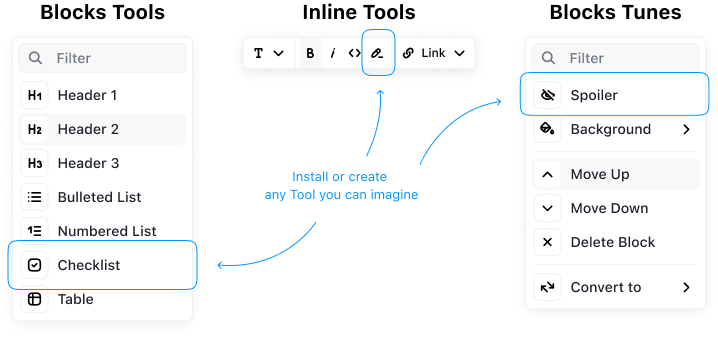 Blocks Tools
Filter
H1 Header 1
H2 Header 2
H3 Header 3
Bulleted List
Numbered List
Checklist
Table
Inline Tools
T B i <> Link
Install or create
any Tool you can imagine
Blocks Tunes
Filter
Spoiler
Background
Move Up
Move Down
Delete Block
Convert to